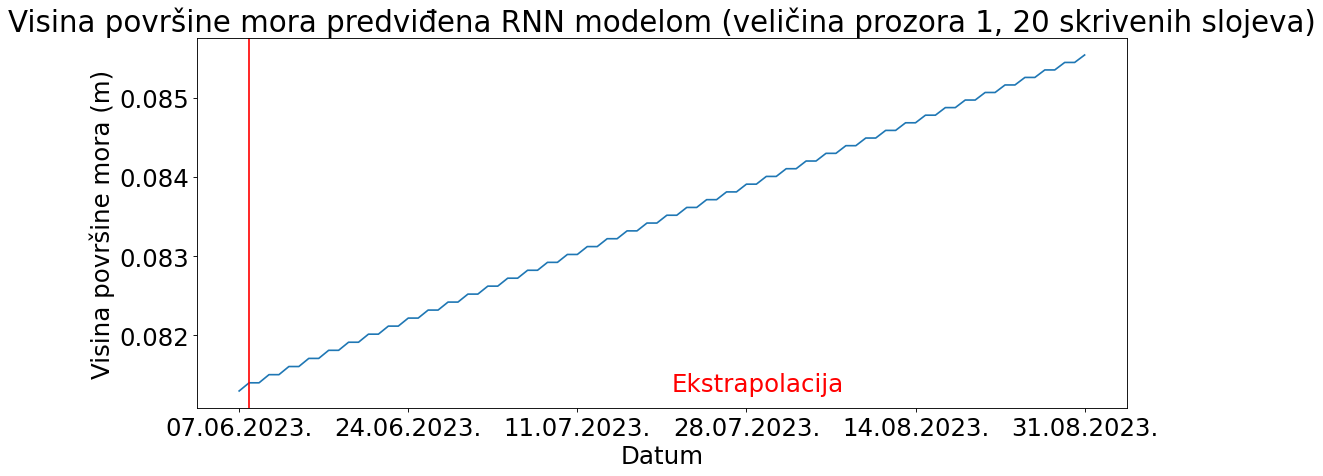 Visina površine mora predviđena RNN modelom (veličina prozora 1, 20 skrivenih slojeva)
Visina površine mora (m)
0.085
0.084
0.083
0.082
Ekstrapolacija
07.06.2023. 24.06.2023. 11.07.2023. 28.07.2023. 14.08.2023. 31.08.2023.
Datum